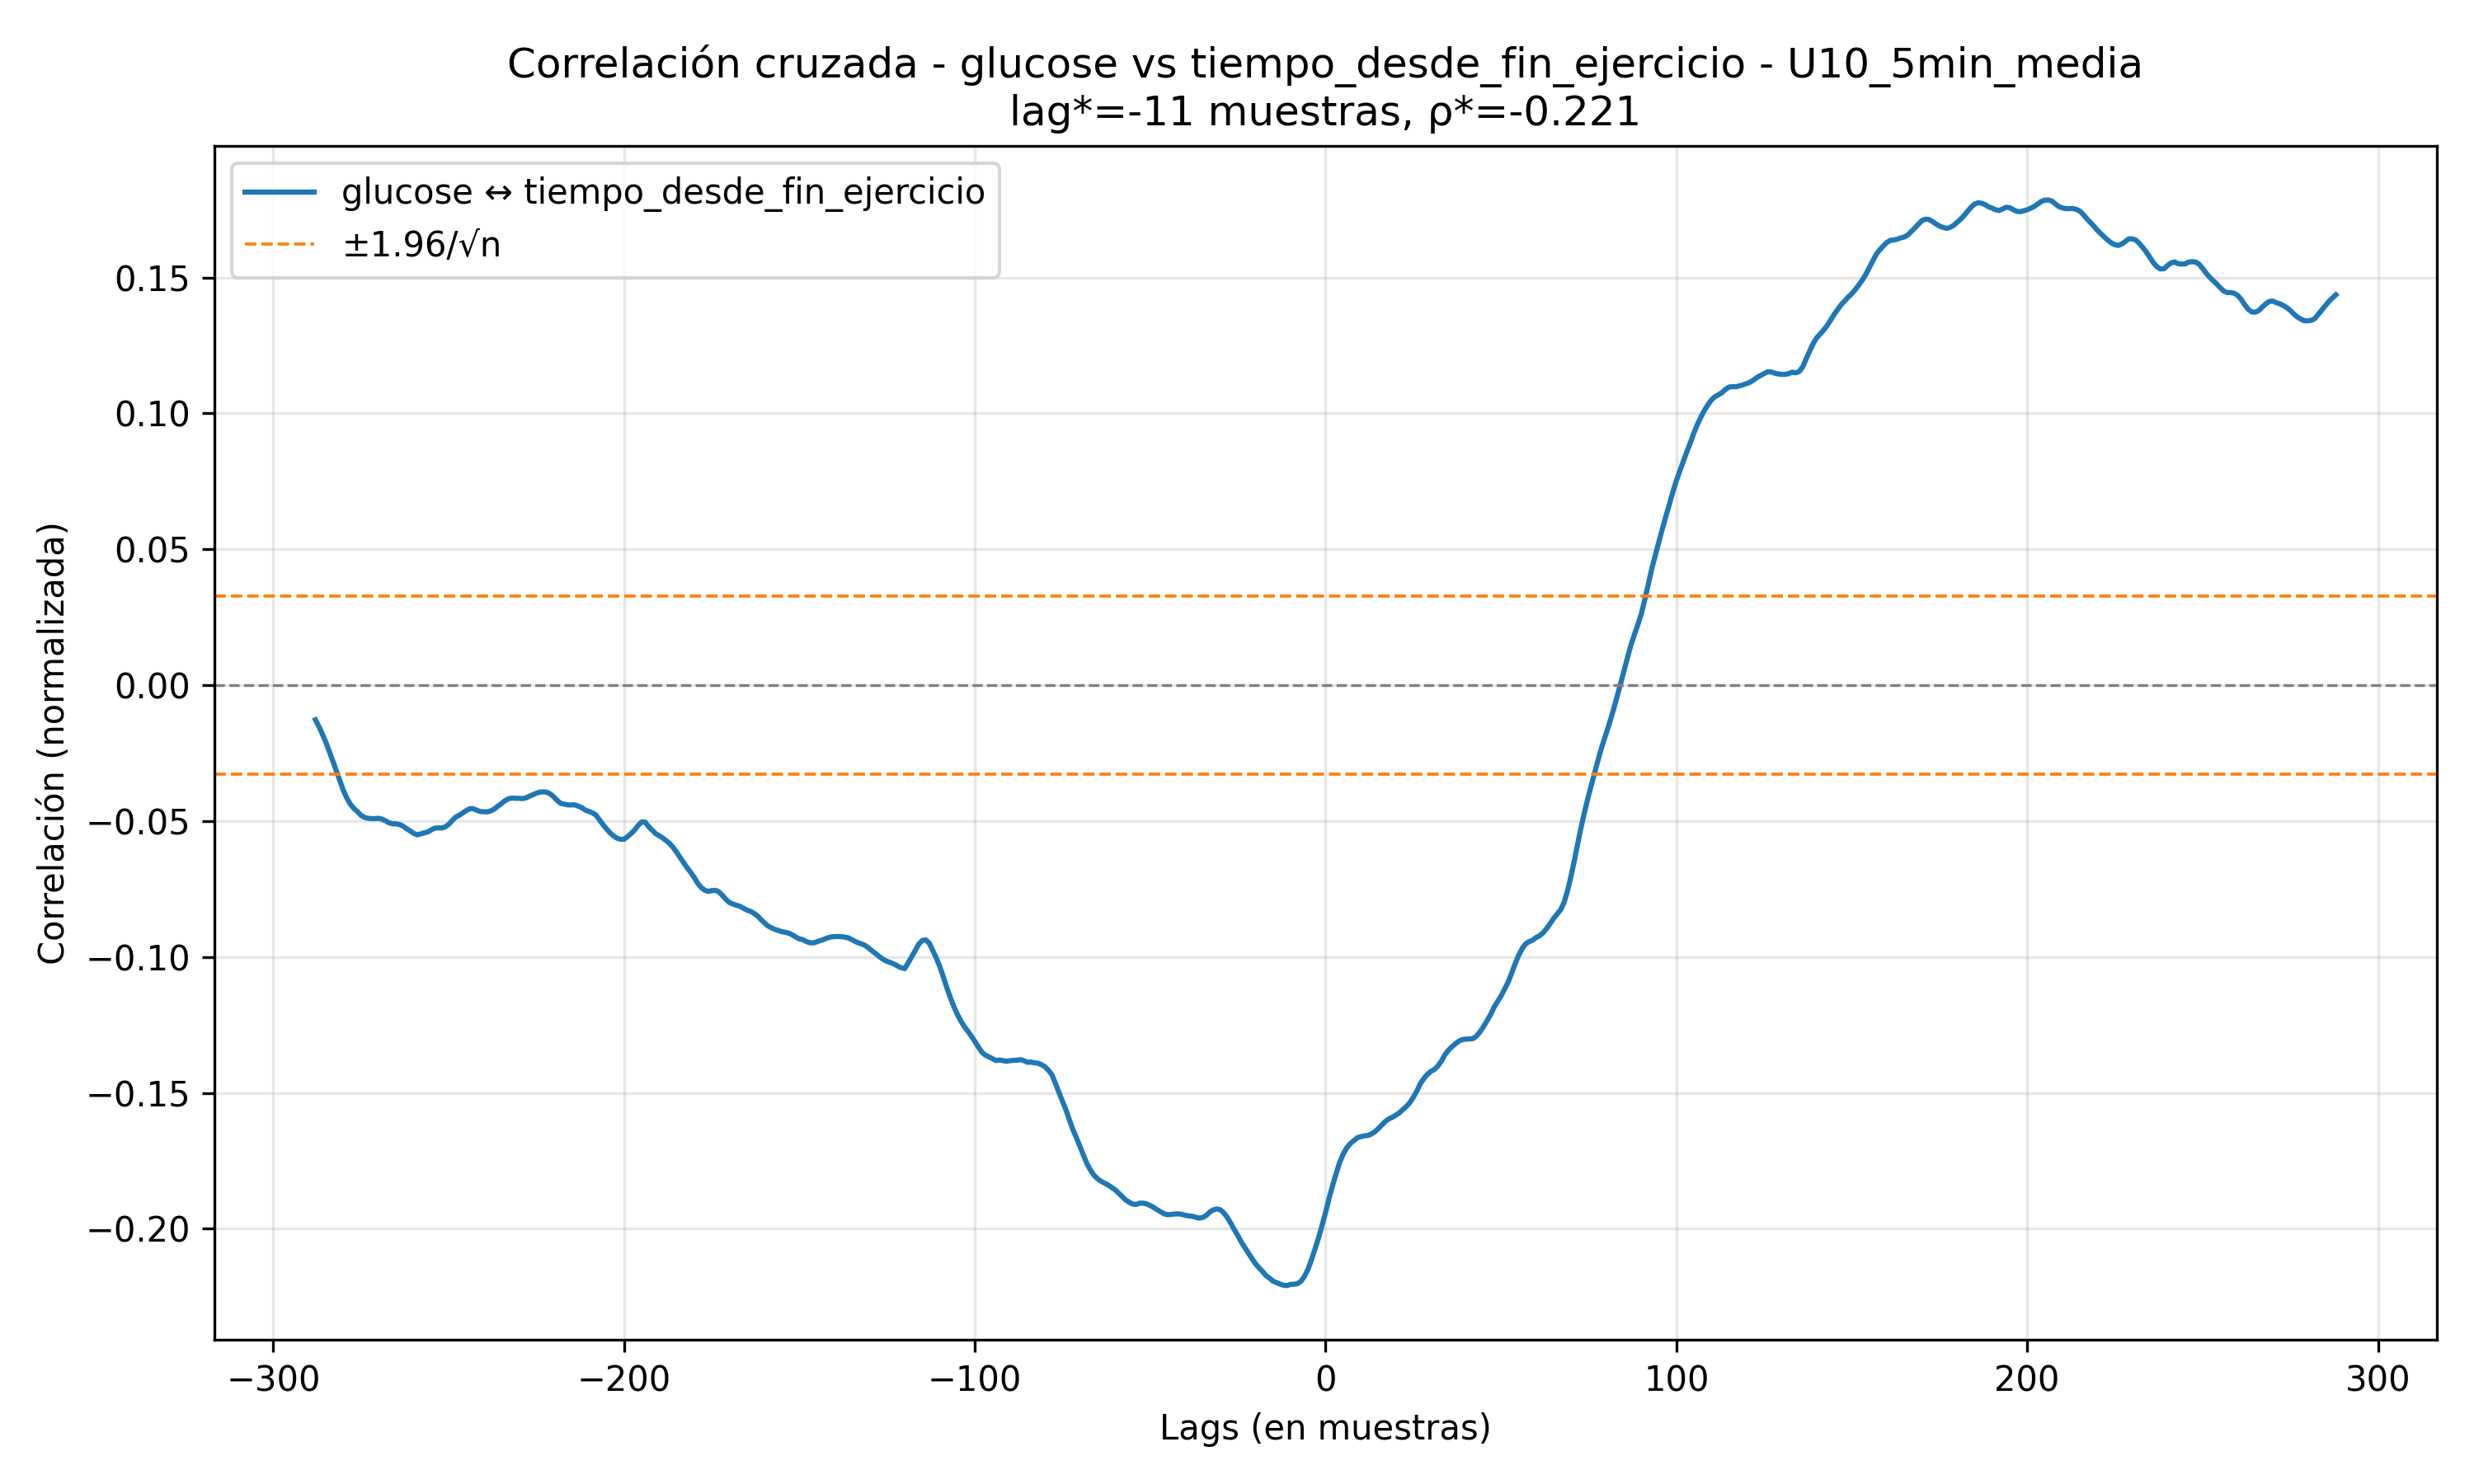 Correlación cruzada - glucose vs tiempo_desde_fin_ejercicio - U10_5min_media
lag*=-11 muestras, ρ*=-0.221
glucose ↔ tiempo_desde_fin_ejercicio
±1.96/√n
0.15
0.10
0.05
0.00
−0.05
−0.10
−0.15
−0.20
Correlación (normalizada)
−300 −200 −100 0 100 200 300
Lags (en muestras)